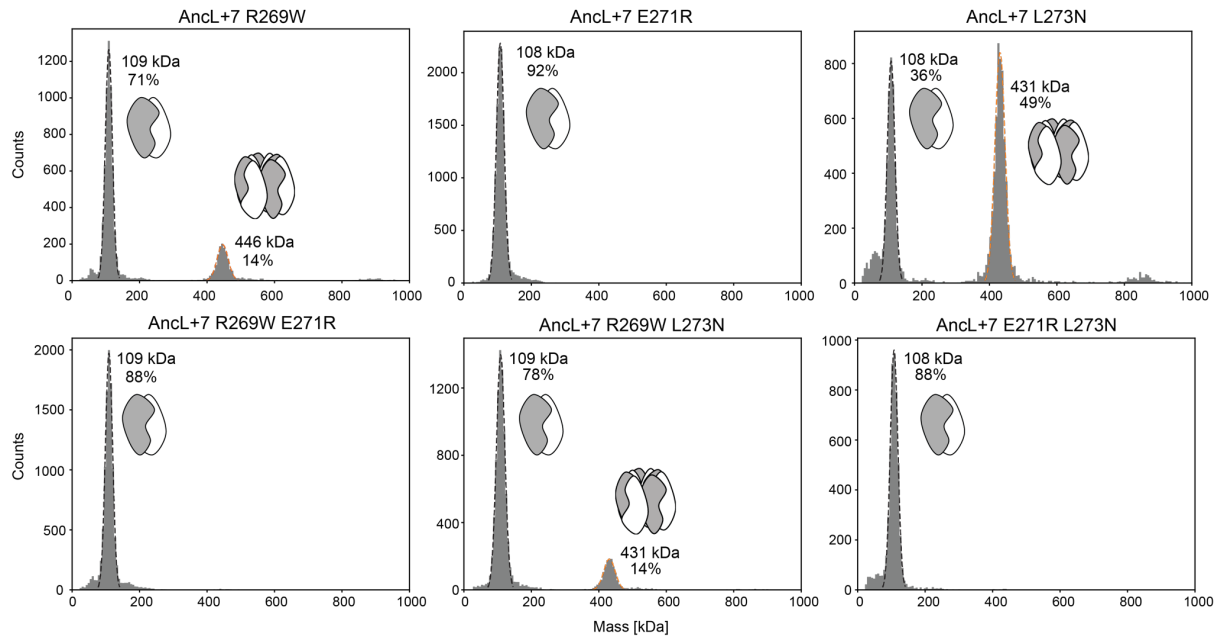 AncL+7 R269W
AncL+7 E271R
AncL+7 L273N
Counts
1200
1000
800
600
400
200
0
109 kDa
71%
446 kDa
14%
0 200 400 600 800 1000
2000
1500
1000
500
0
108 kDa
92%
0 200 400 600 800 1000
800
600
400
200
0
108 kDa
36%
431 kDa
49%
0 200 400 600 800 1000
AncL+7 R269W E271R
AncL+7 R269W L273N
AncL+7 E271R L273N
Counts
2000
1500
1000
500
0
109 kDa
88%
0 200 400 600 800 1000
1200
800
400
0
109 kDa
78%
431 kDa
14%
0 200 400 600 800 1000
1000
800
600
400
200
0
108 kDa
88%
0 200 400 600 800 1000
Mass [kDa]